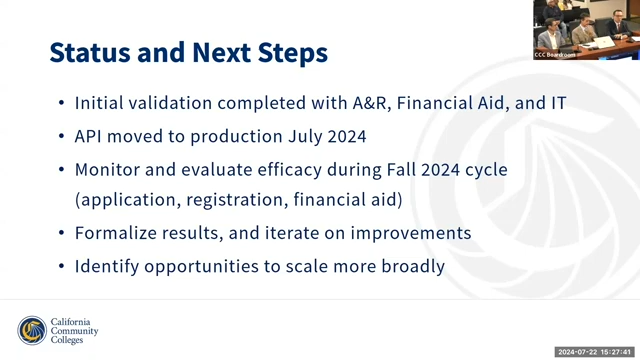 CCC Boardroom
Status and Next Steps
• Initial validation completed with A&R, Financial Aid, and IT
• API moved to production July 2024
• Monitor and evaluate efficacy during Fall 2024 cycle
(application, registration, financial aid)
• Formalize results, and iterate on improvements
• Identify opportunities to scale more broadly
California
Community
Colleges
2024-07-22 15:27:41